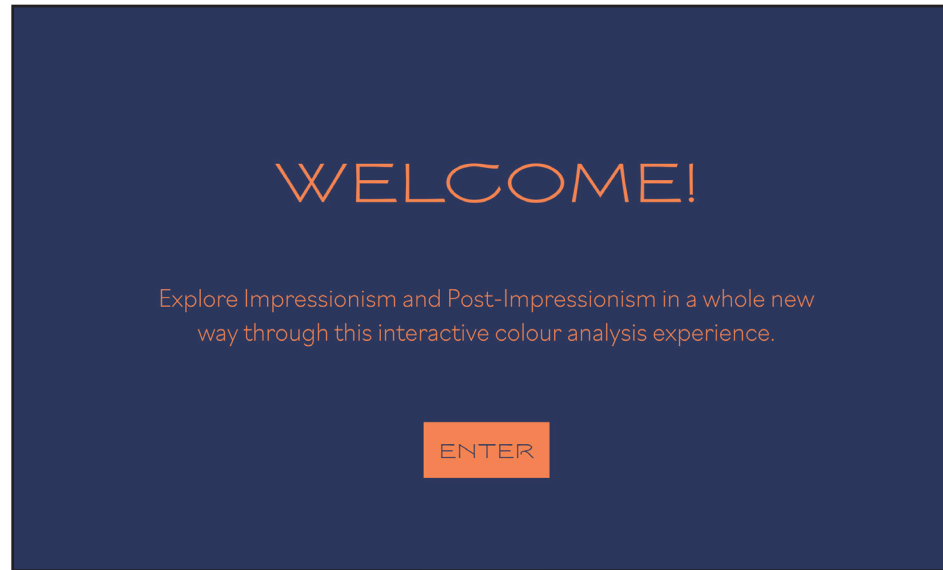 WELCOME!
Explore Impressionism and Post-Impressionism in a whole new
way through this interactive colour analysis experience.
ENTER